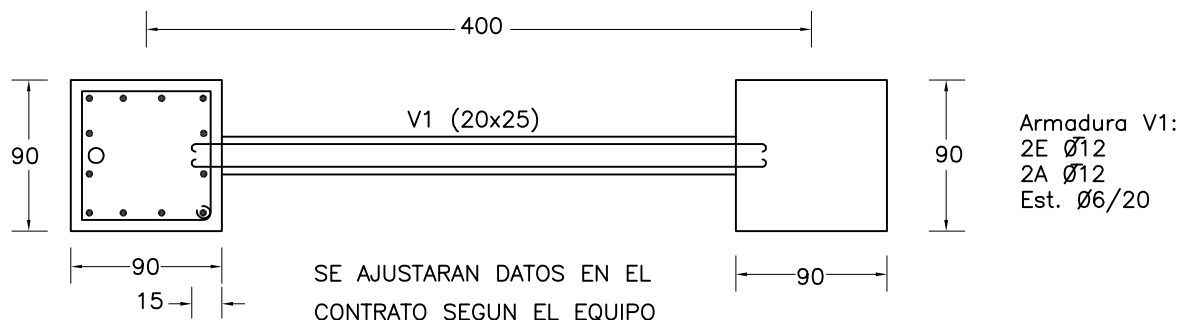 400
V1 (20x25)
90
90
Armadura V1:
2E Ø12
2A Ø12
Est. Ø6/20
90
15
90
SE AJUSTARAN DATOS EN EL
CONTRATO SEGUN EL EQUIPO